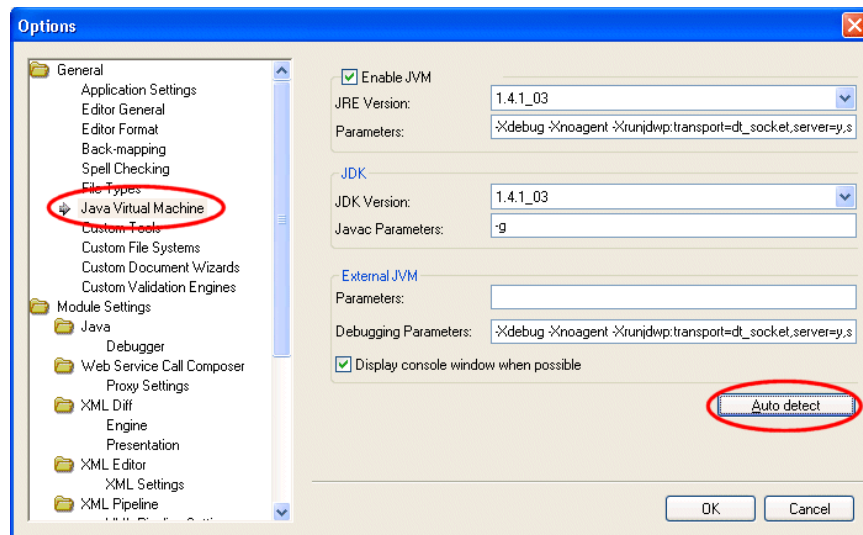 Options
General
Application Settings
Editor General
Editor Format
Back-mapping
Spell Checking
File Types
Java Virtual Machine
Custom Tools
Custom File Systems
Custom Document Wizards
Custom Validation Engines
Module Settings
Java
Debugger
Web Service Call Composer
Proxy Settings
XML Diff
Engine
Presentation
XML Editor
XML Settings
XML Pipeline
Enable JVM
JRE Version: 1.4.1_03
Parameters: -Xdebug -Xnoagent -Xrunjdwp:transport=dt_socket,server=y,s
JDK
JDK Version: 1.4.1_03
Javac Parameters: -g
External JVM
Parameters:
Debugging Parameters: -Xdebug -Xnoagent -Xrunjdwp:transport=dt_socket,server=y,s
Display console window when possible
Auto detect
OK Cancel